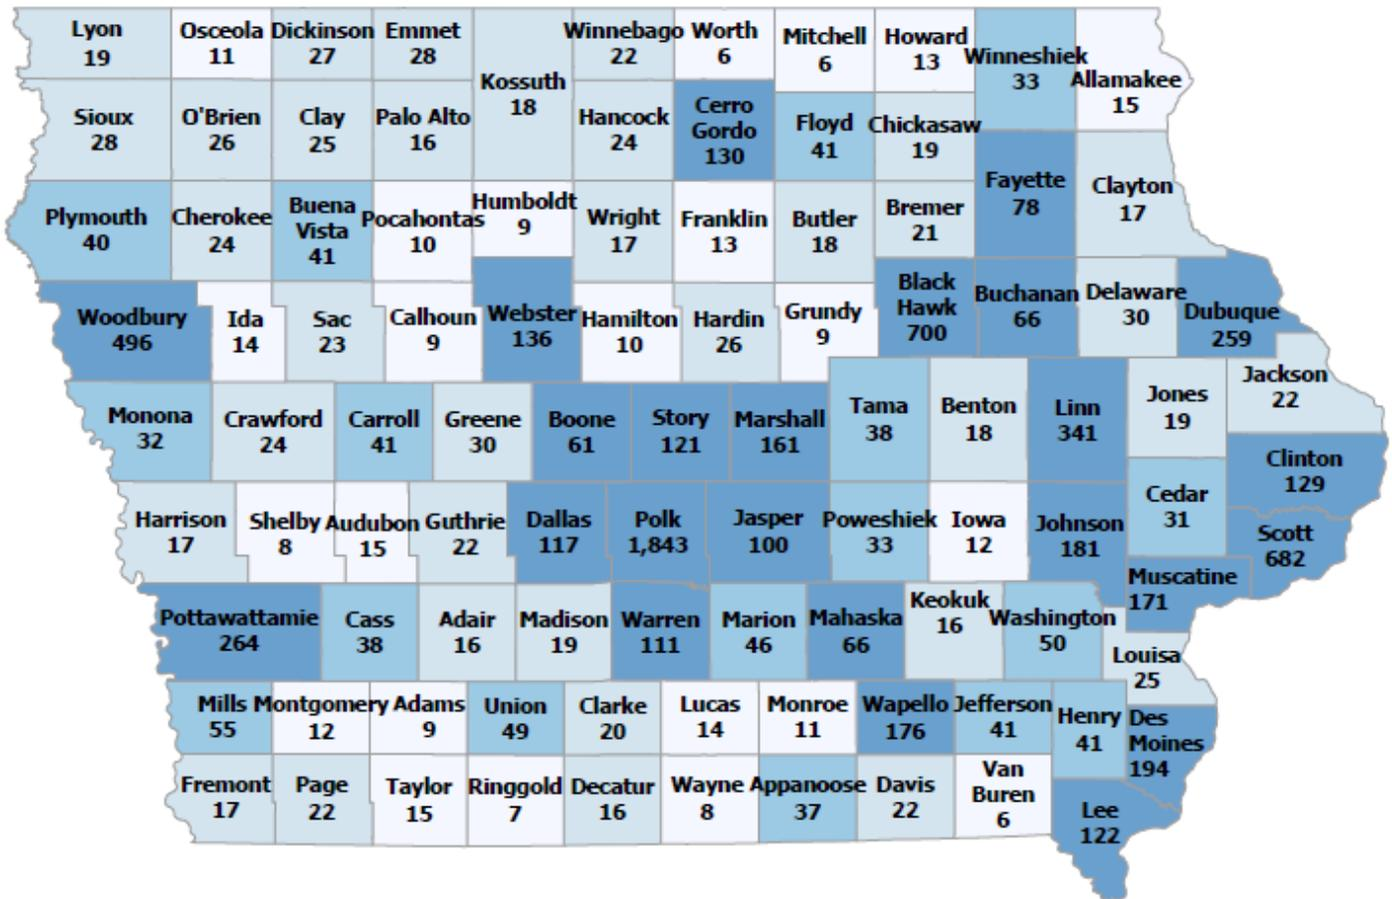 Lyon
19
Osceola
11
Dickinson
27
Emmet
28
Kossuth
18
Winnebago
22
Worth
6
Mitchell
6
Howard
13
Winneshiek
33
Allamakee
15
Sioux
28
O'Brien
26
Clay
25
Palo Alto
16
Hancock
24
Cerro
Gordo
130
Floyd
41
Chickasaw
19
Fayette
78
Clayton
17
Plymouth
40
Cherokee
24
Buena
Vista
41
Pocahontas
10
Humboldt
9
Wright
17
Franklin
13
Butler
18
Bremer
21
Woodbury
496
Ida
14
Sac
23
Calhoun
9
Webster
136
Hamilton
10
Hardin
26
Grundy
9
Black
Hawk
700
Buchanan
66
Delaware
30
Dubuque
259
Monona
32
Crawford
24
Carroll
41
Greene
30
Boone
61
Story
121
Marshall
161
Tama
38
Benton
18
Linn
341
Jones
19
Jackson
22
Clinton
129
Harrison
17
Shelby
8
Audubon
15
Guthrie
22
Dallas
117
Polk
1,843
Jasper
100
Poweshiek
33
Iowa
12
Johnson
181
Cedar
31
Scott
682
Muscatine
171
Pottawattamie
264
Cass
38
Adair
16
Madison
19
Warren
111
Marion
46
Mahaska
66
Keokuk
16
Washington
50
Louisa
25
Mills
55
Montgomery
12
Adams
9
Union
49
Clarke
20
Lucas
14
Monroe
11
Wapello
176
Jefferson
41
Henry
41
Des
Moines
194
Fremont
17
Page
22
Taylor
15
Ringgold
7
Decatur
16
Wayne
8
Appanoose
37
Davis
22
Van
Buren
6
Lee
122